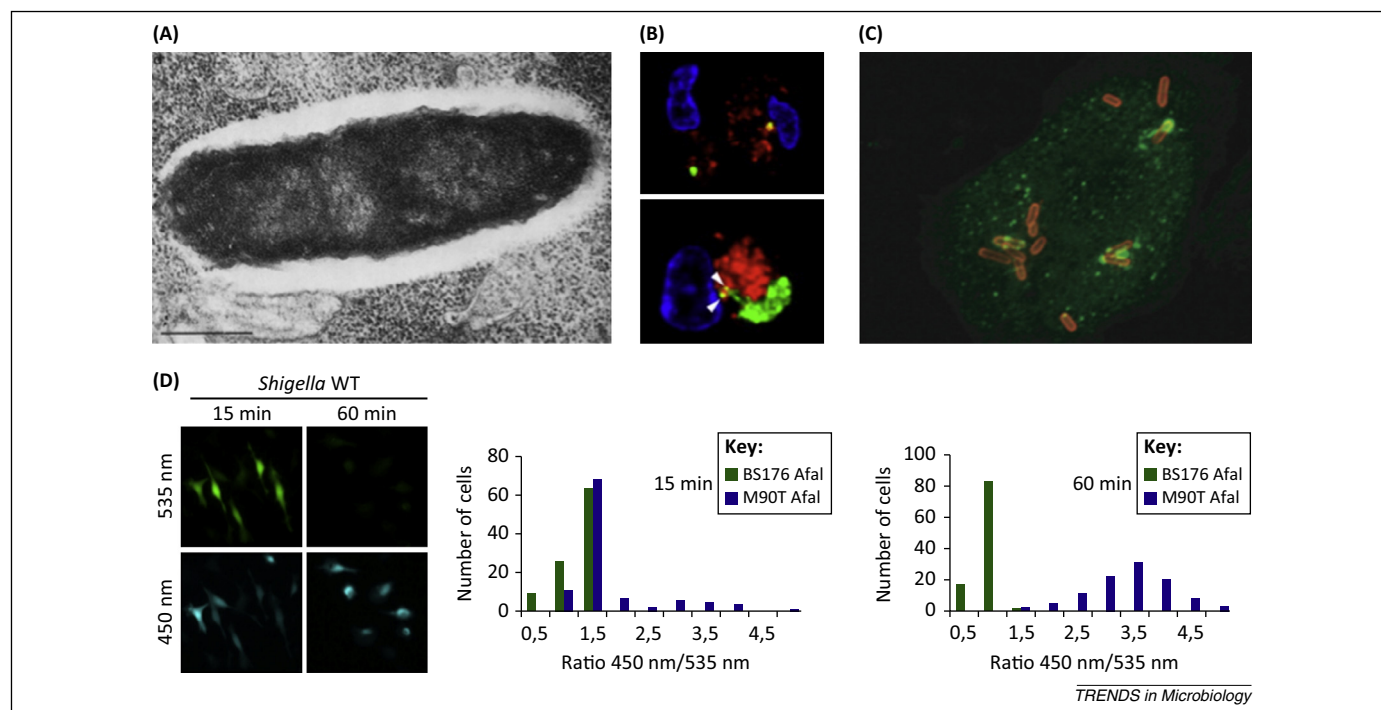 (A)
(B)
(C)
(D)
Shigella WT
15 min 60 min
535 nm
450 nm
Number of cells
80
60
40
20
0
0,5 1,5 2,5 3,5 4,5
Ratio 450 nm/535 nm
15 min
Key:
BS176 Afal
M90T Afal
Number of cells
100
80
60
40
20
0
0,5 1,5 2,5 3,5 4,5
Ratio 450 nm/535 nm
60 min
Key:
BS176 Afal
M90T Afal
TRENDS in Microbiology